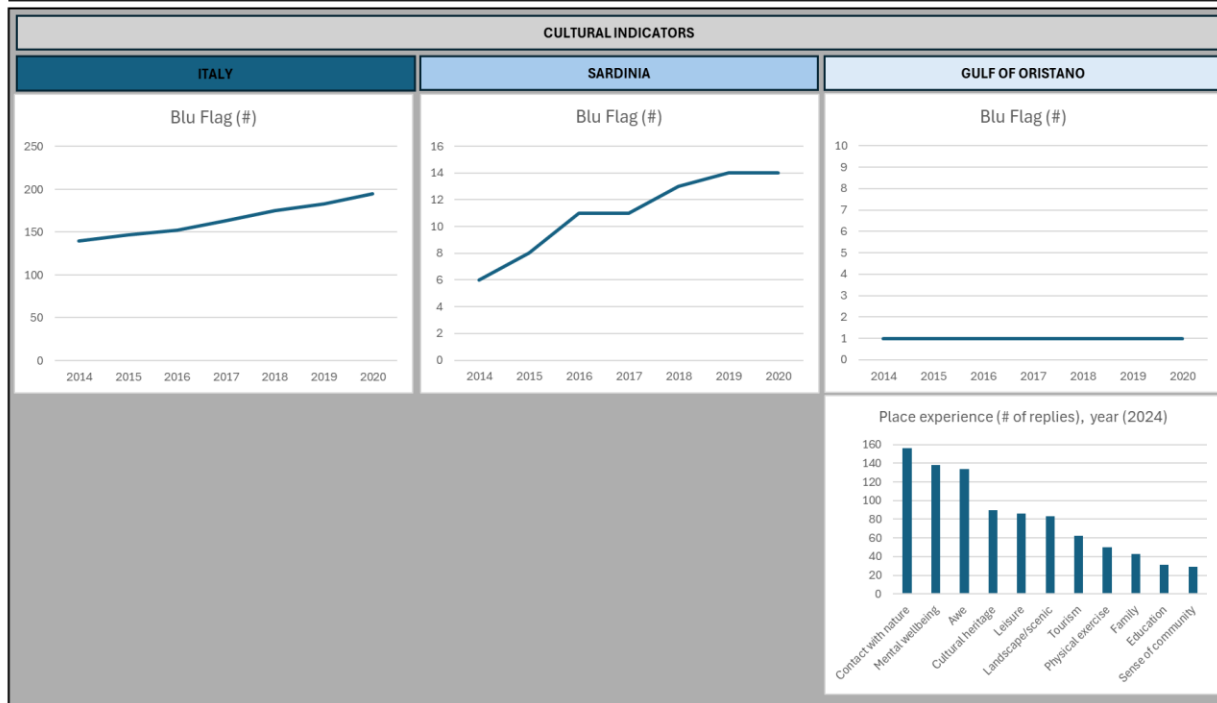 CULTURAL INDICATORS
ITALY
SARDINIA
GULF OF ORISTANO
Blu Flag (#)
250
200
150
100
50
0
2014 2015 2016 2017 2018 2019 2020
Blu Flag (#)
16
14
12
10
8
6
4
2
0
2014 2015 2016 2017 2018 2019 2020
Blu Flag (#)
10
9
8
7
6
5
4
3
2
1
0
2014 2015 2016 2017 2018 2019 2020
Place experience (# of replies), year (2024)
160
140
120
100
80
60
40
20
0
Contact with nature
Mental wellbeing
Awe
Cultural heritage
Leisure
Landscape/scenic
Tourism
Physical exercise
Family
Education
Sense of community